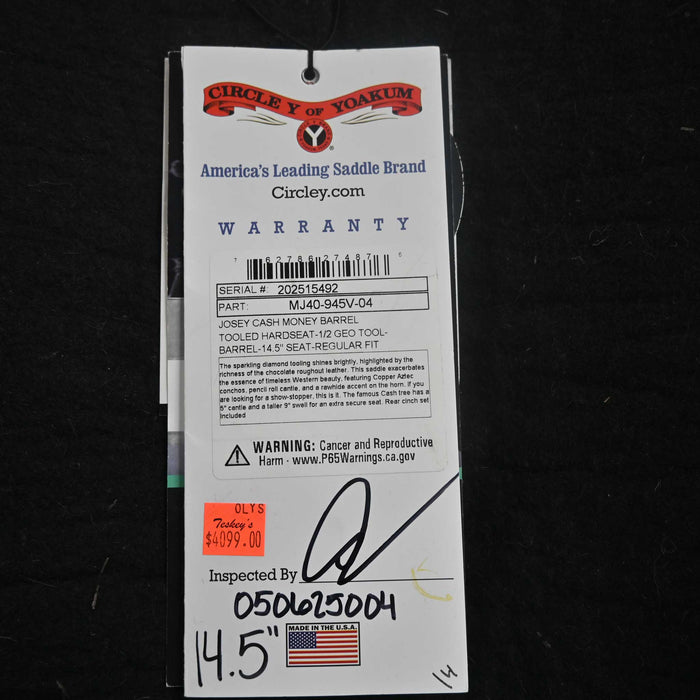 CIRCLE Y OF YOAKUM
Y
America's Leading Saddle Brand
Circley.com
WARRANTY
7 62786 27487 6
SERIAL #: 202515492
PART: MJ40-945V-04
JOSEY CASH MONEY BARREL
TOOLED HARDSEAT-1/2 GEO TOOL-
BARREL-14.5" SEAT-REGULAR FIT
The sparkling diamond tooling shines brightly, highlighted by the
richness of the chocolate roughout leather. This saddle exacerbates
the essence of timeless Western beauty, featuring Copper Aztec
conchos, pencil roll cantle, and a rawhide accent on the horn. If you
are looking for a show-stopper, this is it. The famous Cash tree has a
5" cantle and a taller 9" swell for an extra secure seat. Rear cinch set
included
WARNING: Cancer and Reproductive
Harm - www.P65Warnings.ca.gov
OLYS
Teskey's
$4099.00
Inspected By
050625004
14.5"
MADE IN THE U.S.A.
14